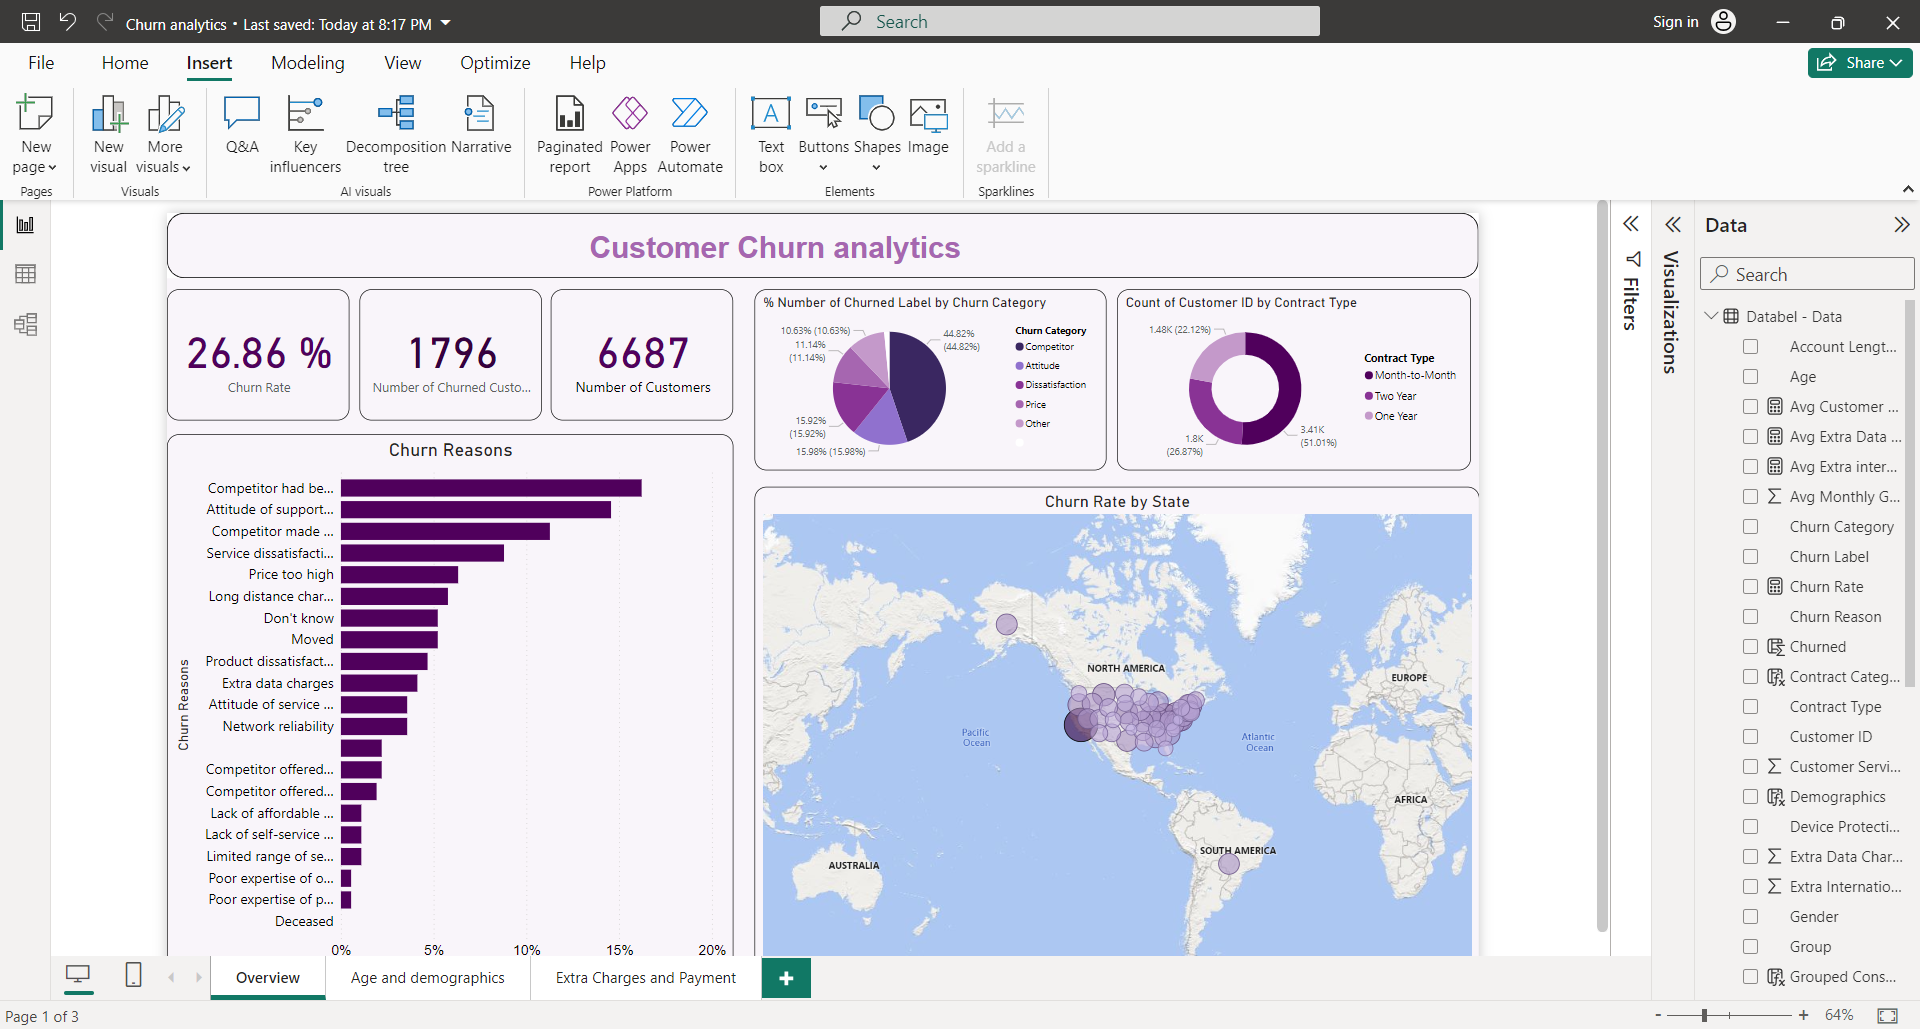 Churn analytics • Last saved: Today at 8:17 PM
Search
Sign in
File
Home
Insert
Modeling
View
Optimize
Help
Share
New page
New visual
More visuals
Q&A
Key influencers
Decomposition tree
Narrative
Paginated report
Power Apps
Power Automate
Text box
Buttons
Shapes
Image
Add a sparkline
Pages
Visuals
AI visuals
Power Platform
Elements
Sparklines
Customer Churn analytics
26.86 %
Churn Rate
1796
Number of Churned Custo...
6687
Number of Customers
% Number of Churned Label by Churn Category
10.63% (10.63%)
11.14%
(11.14%)
15.92%
(15.92%)
15.98% (15.98%)
44.82%
(44.82%)
Churn Category
Competitor
Attitude
Dissatisfaction
Price
Other
Count of Customer ID by Contract Type
1.48K (22.12%)
1.8K
(26.87%)
3.41K
(51.01%)
Contract Type
Month-to-Month
Two Year
One Year
Churn Reasons
Churn Reasons
Competitor had be...
Attitude of support...
Competitor made ...
Service dissatisfacti...
Price too high
Long distance char...
Don't know
Moved
Product dissatisfact...
Extra data charges
Attitude of service ...
Network reliability
Competitor offered...
Competitor offered...
Lack of affordable ...
Lack of self-service ...
Limited range of se...
Poor expertise of o...
Poor expertise of p...
Deceased
0%
5%
10%
15%
20%
Churn Rate by State
NORTH AMERICA
EUROPE
Pacific
Ocean
Atlantic
Ocean
AFRICA
SOUTH AMERICA
AUSTRALIA
Filters
Visualizations
Data
Search
Databel - Data
Account Lengt...
Age
Avg Customer ...
Avg Extra Data ...
Avg Extra inter...
Avg Monthly G...
Churn Category
Churn Label
Churn Rate
Churn Reason
Churned
Contract Categ...
Contract Type
Customer ID
Customer Servi...
Demographics
Device Protecti...
Extra Data Char...
Extra Internatio...
Gender
Group
Grouped Cons...
Overview
Age and demographics
Extra Charges and Payment
Page 1 of 3
64%